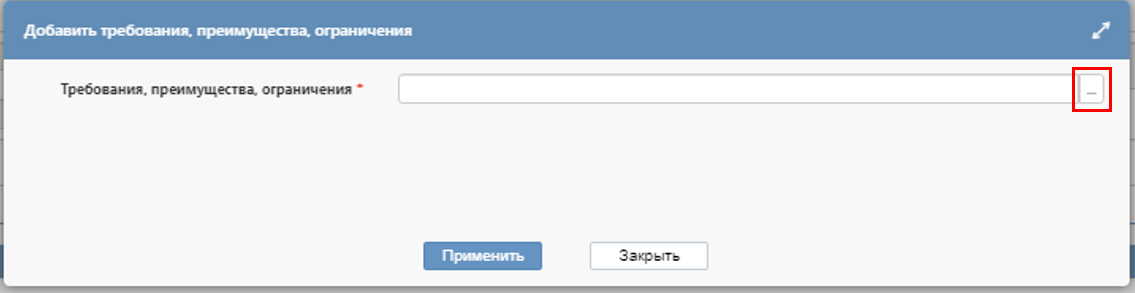 Добавить требования, преимущества, ограничения
Требования, преимущества, ограничения *
...
Применить
Закрыть